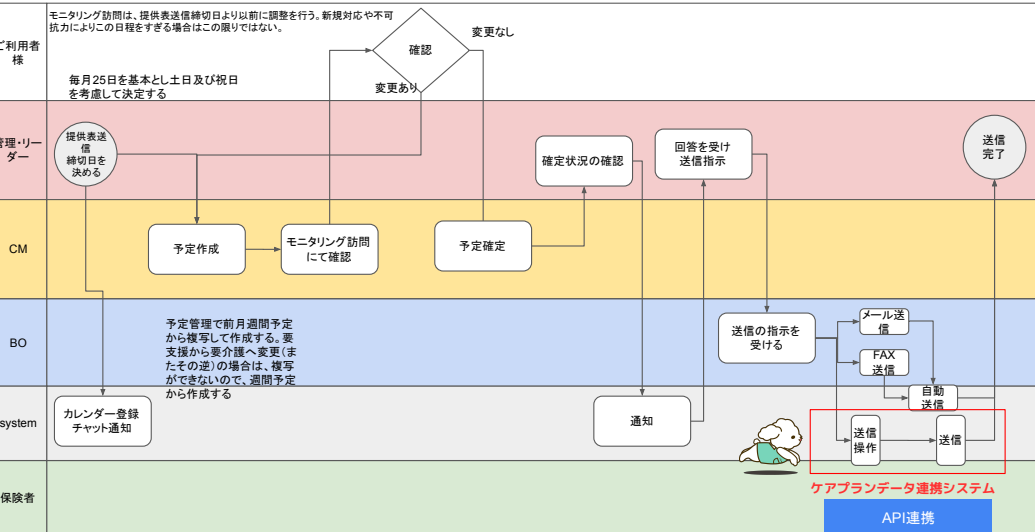 モニタリング訪問は、提供表送信締切日より以前に調整を行う。新規対応や不可
抗力によりこの日程をすぎる場合はこの限りではない。
ご利用者
様
確認
変更なし
変更あり
毎月25日を基本とし土日及び祝日
を考慮して決定する
管理・リー
ダー
提供表送
信
締切日を
決める
確定状況の確認
回答を受け
送信指示
送信
完了
CM
予定作成
モニタリング訪問
にて確認
予定確定
BO
予定管理で前月週間予定
から複写して作成する。要
支援から要介護へ変更(ま
たその逆)の場合は、複写
ができないので、週間予定
から作成する
送信の指示を
受ける
メール送
信
FAX
送信
自動
送信
system
カレンダー登録
チャット通知
通知
送信
操作
送信
ケアプランデータ連携システム
保険者
API連携